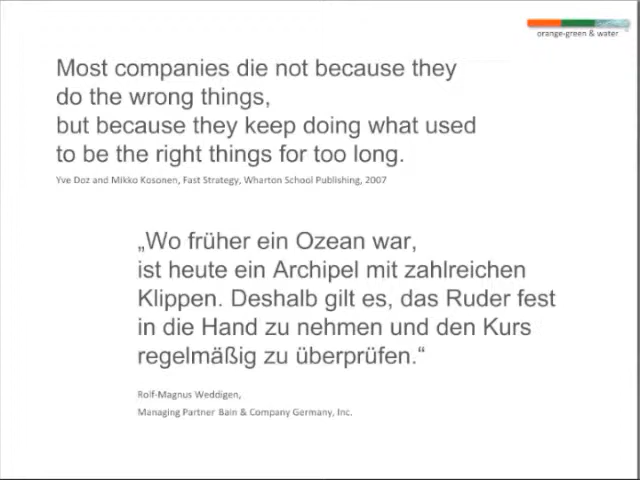 orange-green & water
Most companies die not because they
do the wrong things,
but because they keep doing what used
to be the right things for too long.
Yve Doz and Mikko Kosonen, Fast Strategy, Wharton School Publishing, 2007
„Wo früher ein Ozean war,
ist heute ein Archipel mit zahlreichen
Klippen. Deshalb gilt es, das Ruder fest
in die Hand zu nehmen und den Kurs
regelmäßig zu überprüfen.“
Rolf-Magnus Weddigen,
Managing Partner Bain & Company Germany, Inc.